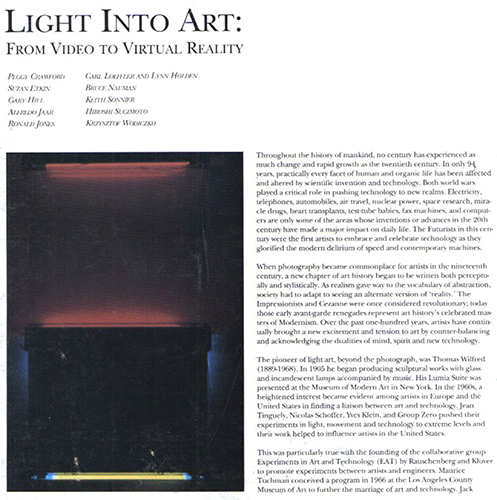 LIGHT INTO ART:
FROM VIDEO TO VIRTUAL REALITY
PEGGY CRAWFORD
SUZAN ETKIN
GARY HILL
ALFREDO JAAR
RONALD JONES
CARL LOEFFLER AND LYNN HOLDEN
BRUCE NAUMAN
KEITH SONNIER
HIROSHI SUGIMOTO
KRZYSZTOF WODICZKO
Throughout the history of mankind, no century has experienced as
much change and rapid growth as the twentieth century. In only 94
years, practically every facet of human and organic life has been affected
and altered by scientific invention and technology. Both world wars
played a critical role in pushing technology to new realms. Electricity,
telephones, automobiles, air travel, nuclear power, space research, mira-
cle drugs, heart transplants, test-tube babies, fax machines, and comput-
ers are only some of the areas whose inventions or advances in the 20th
century have made a major impact on daily life. The Futurists in this cen-
tury were the first artists to embrace and celebrate technology as they
glorified the modern delirium of speed and contemporary machines.
When photography became commonplace for artists in the nineteenth
century, a new chapter of art history began to be written both perceptu-
ally and stylistically. As realism gave way to the vocabulary of abstraction,
society had to adapt to seeing an alternate version of 'reality.' The
Impressionists and Cezanne were once considered revolutionary; today
those early avant-garde renegades represent art history's celebrated mas-
ters of Modernism. Over the past one-hundred years, artists have contin-
ually brought a new excitement and tension to art by counter-balancing
and acknowledging the dualities of mind, spirit and new technology.
The pioneer of light art, beyond the photograph, was Thomas Wilfred
(1889-1968). In 1905 he began producing sculptural works with glass
and incandescent lamps accompanied by music. His Lumia Suite was
presented at the Museum of Modern Art in New York. In the 1960s, a
heightened interest became evident among artists in Europe and the
United States in finding a liaison between art and technology. Jean
Tinguely, Nicolas Schoffer, Yves Klein, and Group Zero pushed their
experiments in light, movement and technology to extreme levels and
their work helped to influence artists in the United States.
This was particularly true with the founding of the collaborative group
Experiments in Art and Technology (EAT) by Rauschenberg and Kluver
to promote experiments between artists and engineers. Maurice
Tuchman conceived a program in 1966 at the Los Angeles County
Museum of Art to further the marriage of art and technology. Jack